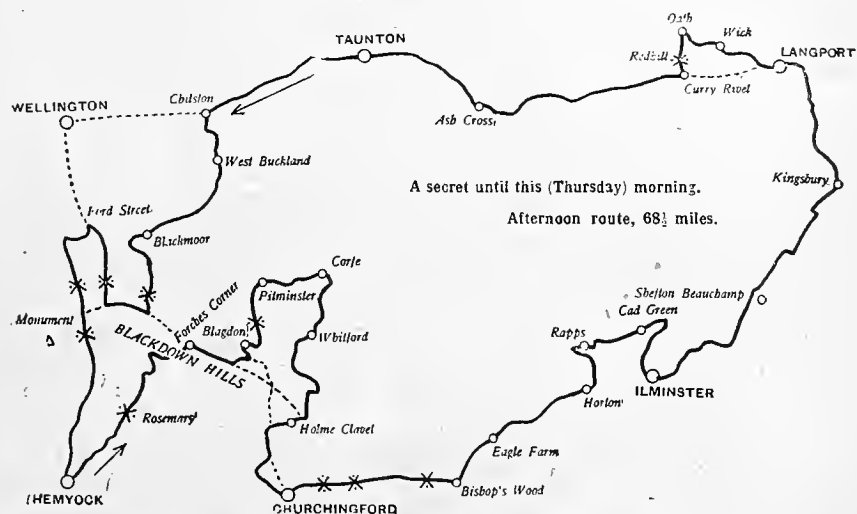 TAUNTON
Oath
Wick
LANGPORT
Redhill
Curry Rivel
WELLINGTON
Chilston
Ash Cross
West Buckland
A secret until this (Thursday) morning.
Kingsbury
Afternoon route, 68½ miles.
Ford Street
Blackmoor
Corfe
Pitminster
Shefton Beauchamp
Cad Green
Monument
Forches Corner
Blagdon
Whitford
Rapps
BLACKDOWN HILLS
ILMINSTER
Horton
Rosemary
Holme Clavel
Eagle Farm
HEMYOCK
CHURCHINGFORD
Bishop's Wood